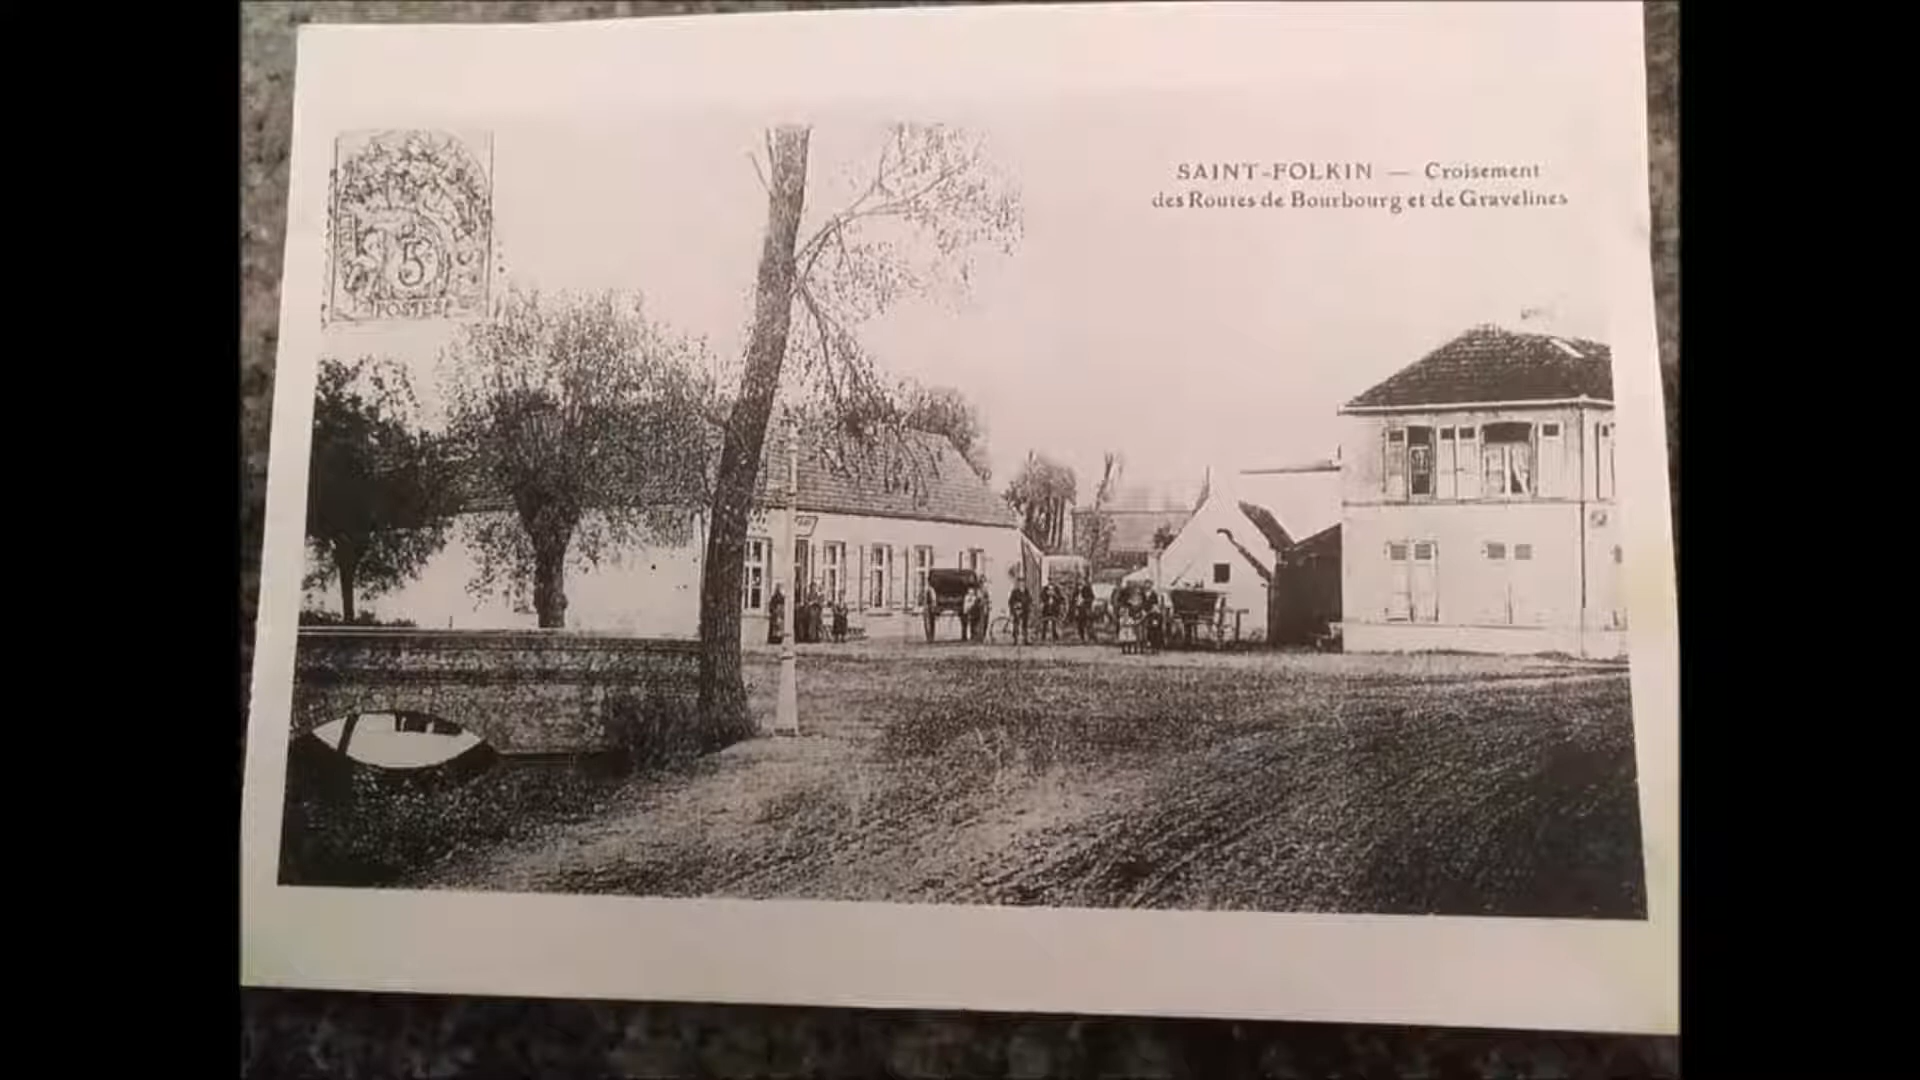 5
POSTES
SAINT-FOLKIN — Croisement
des Routes de Bourbourg et de Gravelines